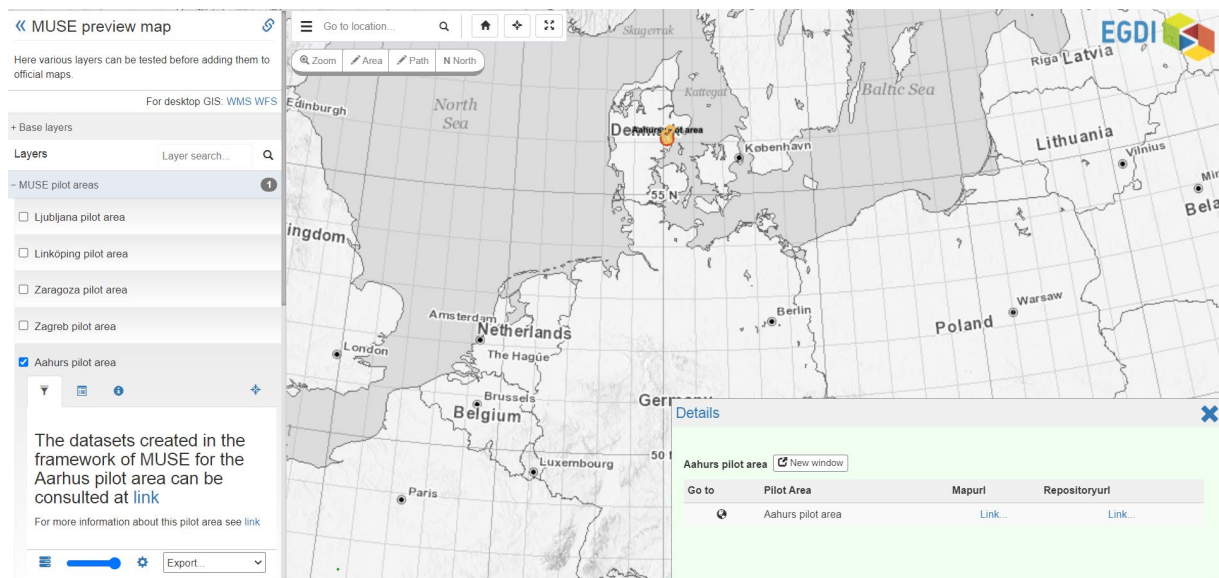 MUSE preview map
Here various layers can be tested before adding them to
official maps.
For desktop GIS: WMS WFS
+ Base layers
Layers
Layer search...
− MUSE pilot areas
1
Ljubljana pilot area
Linköping pilot area
Zaragoza pilot area
Zagreb pilot area
Aahurs pilot area
The datasets created in the
framework of MUSE for the
Aarhus pilot area can be
consulted at link
For more information about this pilot area see link
Export...
Go to location...
Zoom
Area
Path
N North
EGDI
Skagerrak
Riga Latvia
Edinburgh
North
Sea
Kattegat
Baltic Sea
København
Lithuania
Vilnius
55 N
ingdom
Amsterdam
Netherlands
The Hague
London
Berlin
Warsaw
Poland
Brussels
Belgium
Luxembourg
Paris
Details
Aahurs pilot area
New window
Go to Pilot Area Mapurl Repositoryurl
Aahurs pilot area Link... Link...